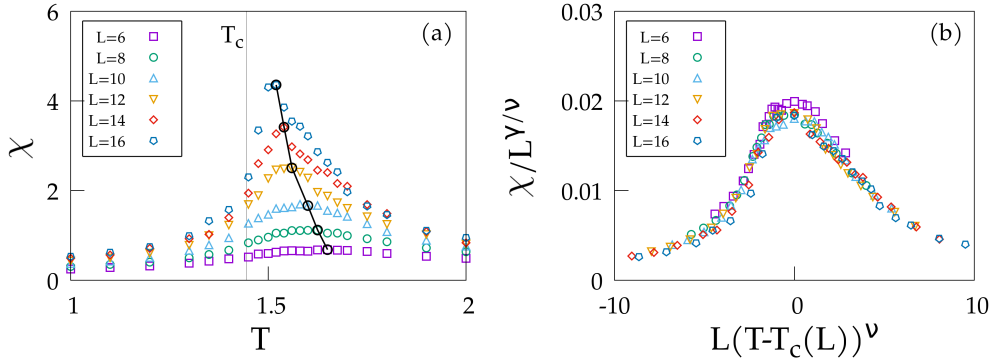 6
4
2
0
χ
T_c
(a)
L=6
L=8
L=10
L=12
L=14
L=16
1
1.5
2
T
0.03
0.02
0.01
0
χ/L^γ/ν
(b)
L=6
L=8
L=10
L=12
L=14
L=16
-10
0
10
L(T-T_c(L))^ν